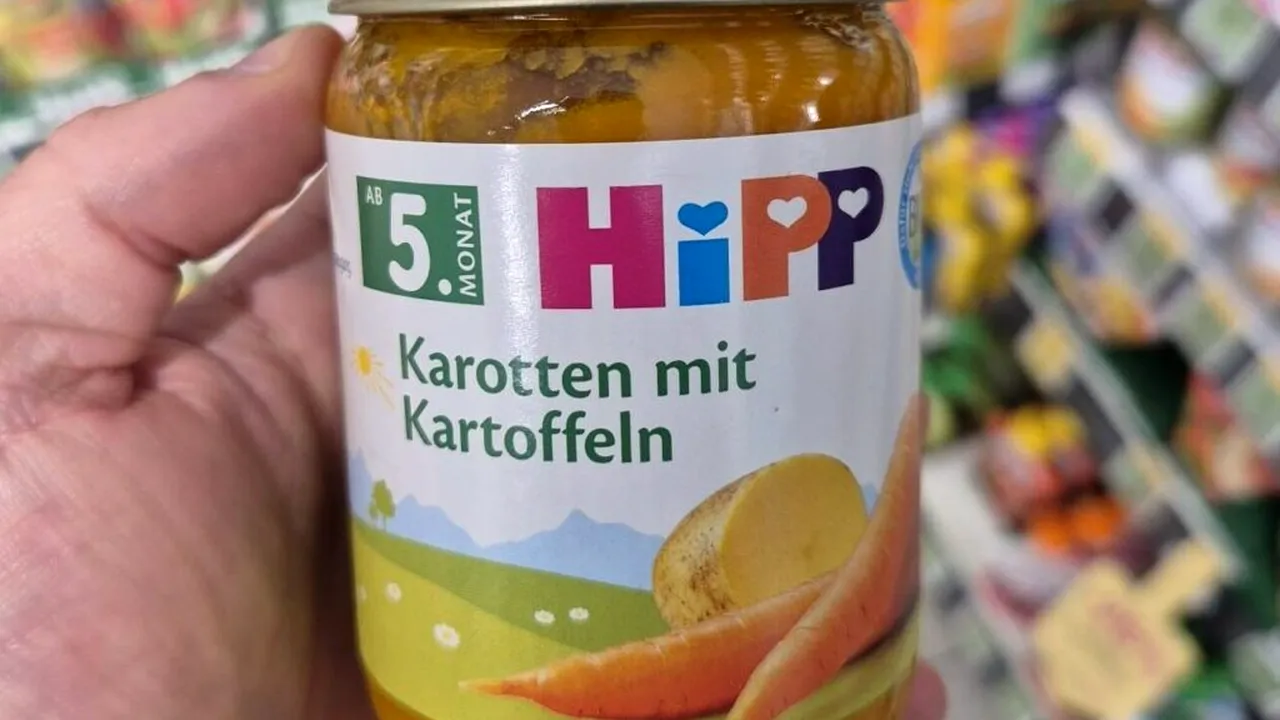 AB
5.
MONAT
HiPP
Karotten mit
Kartoffeln